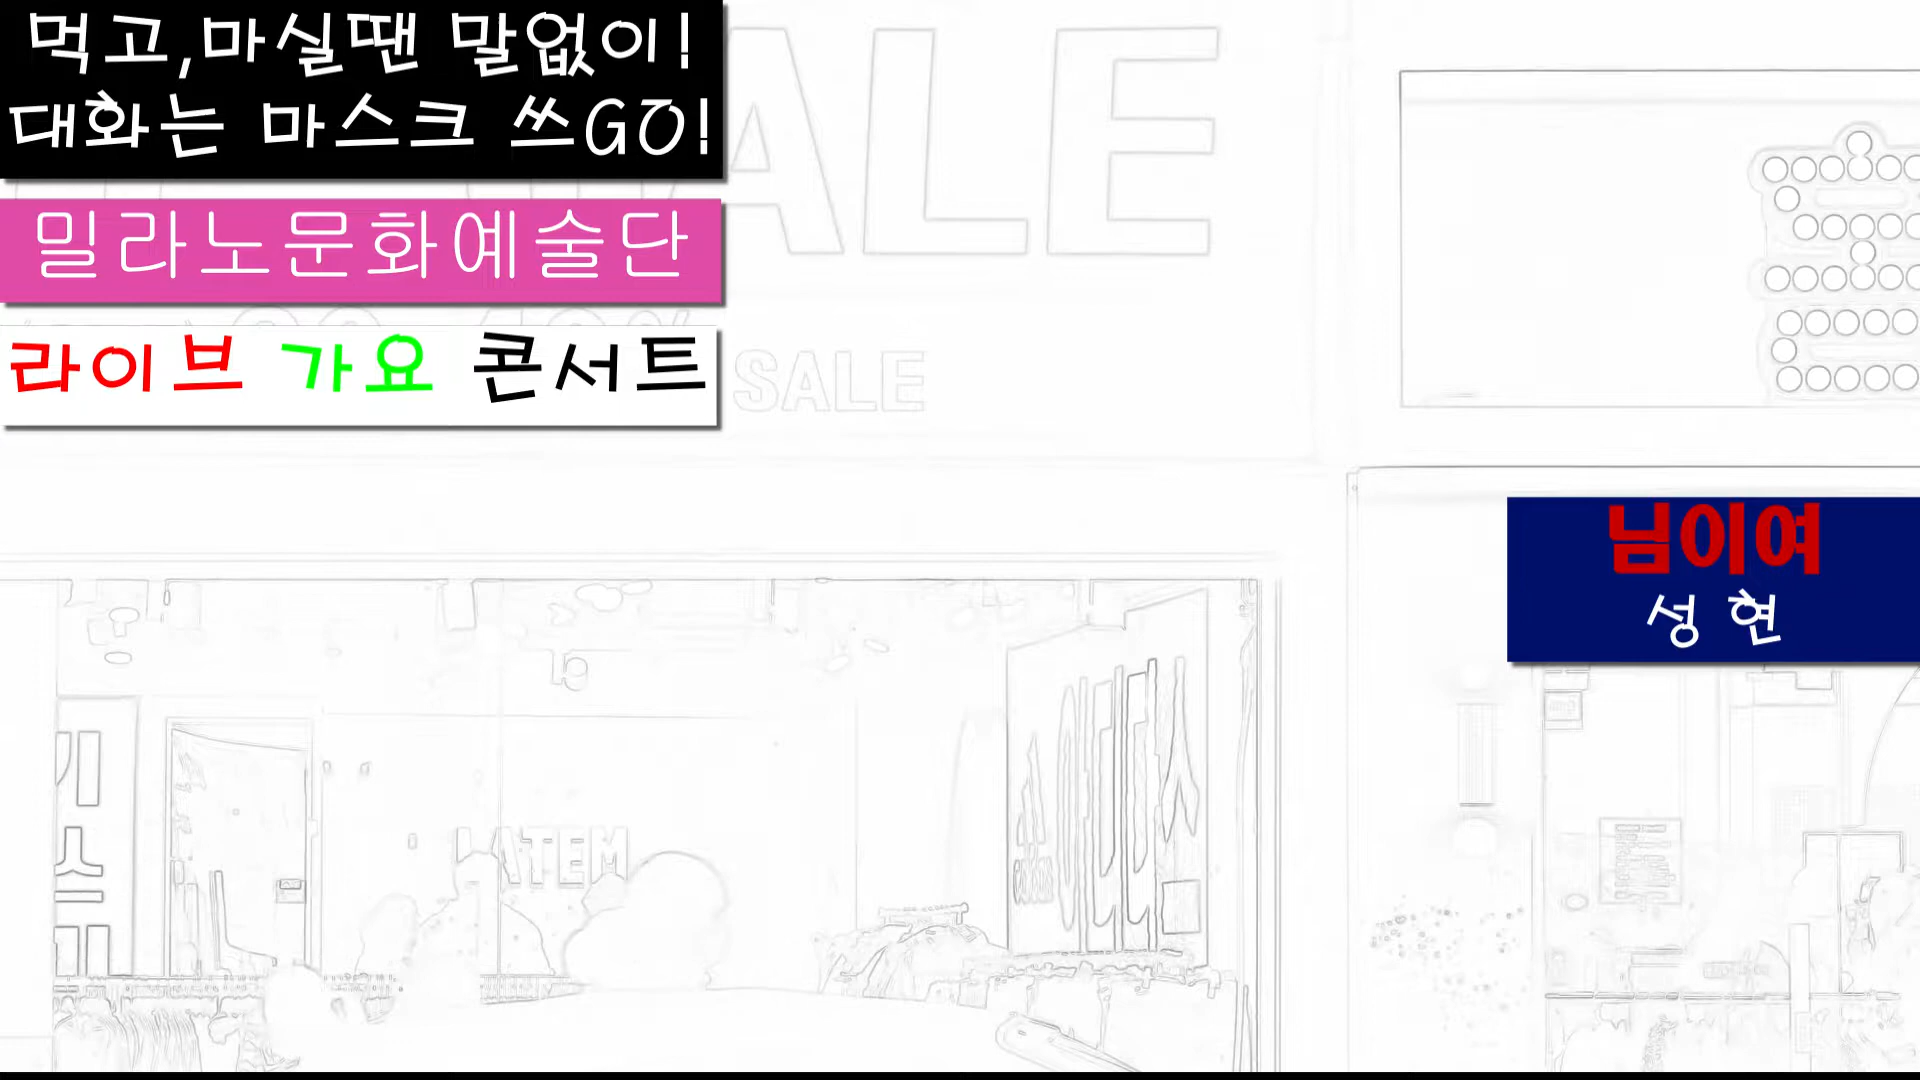 먹고,마실땐 말없이!
대화는 마스크 쓰GO!
밀라노문화예술단
라이브 가요 콘서트
SALE
SALE
님이여
성현
LATEM